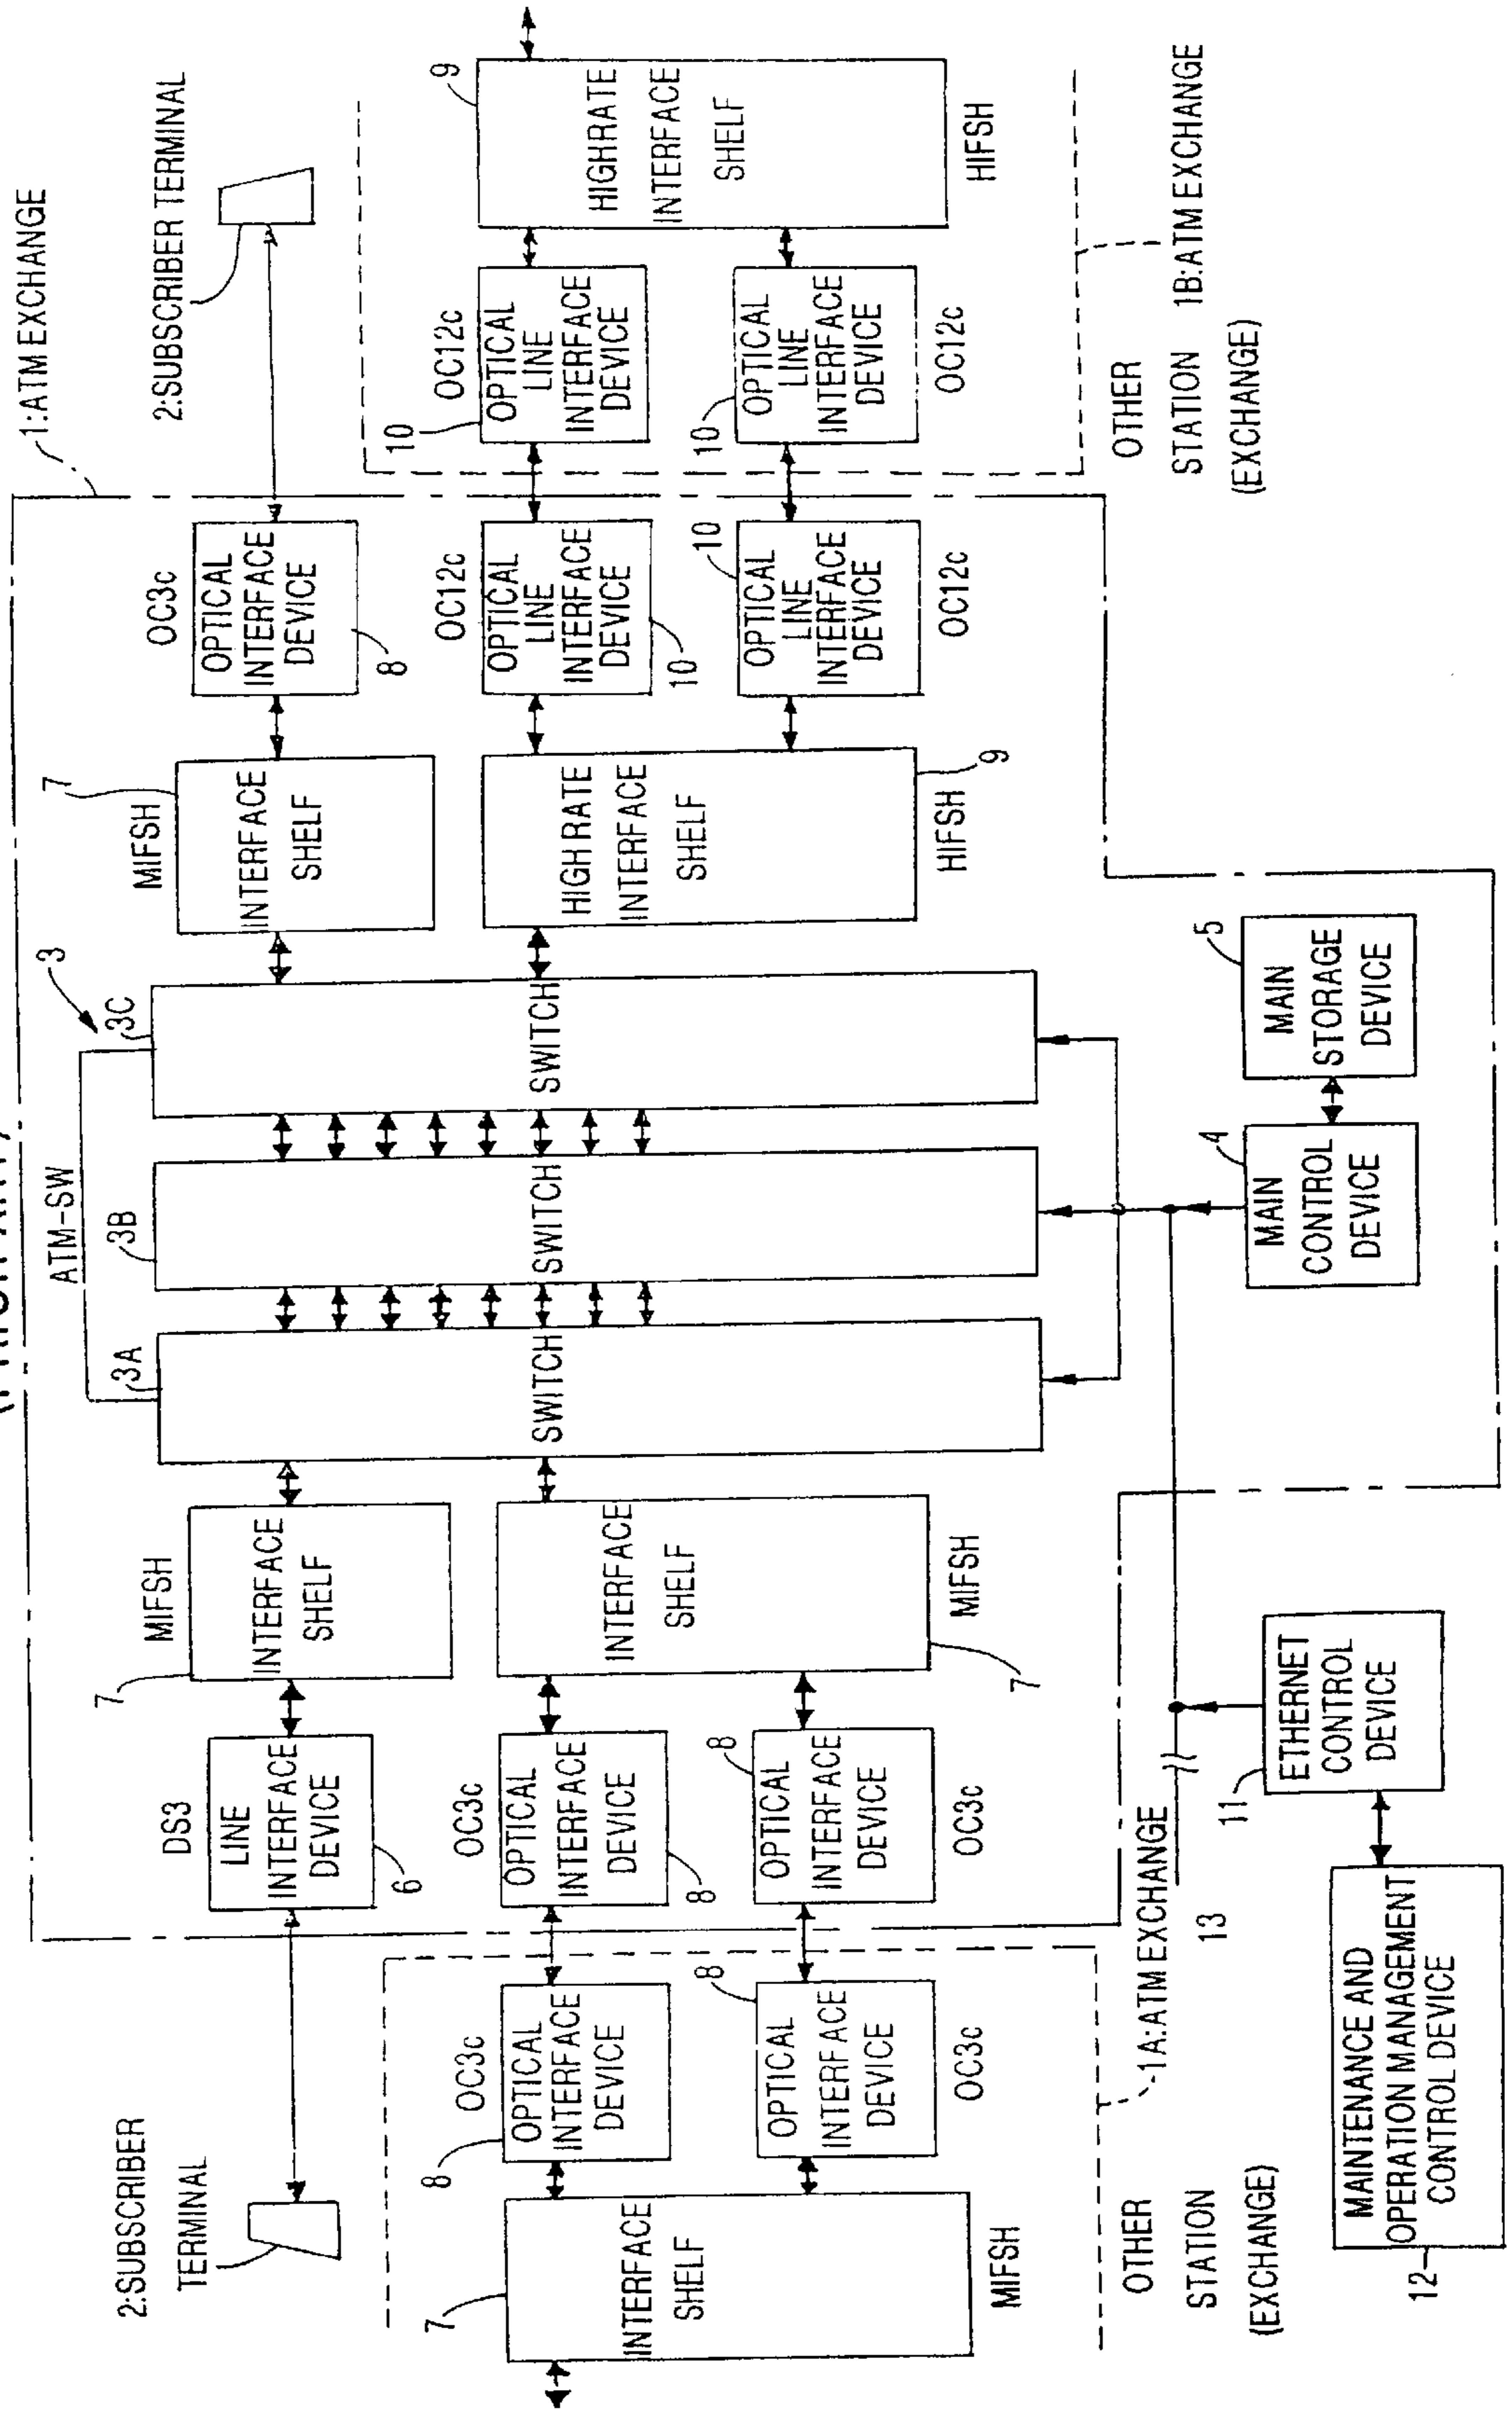 1:ATM EXCHANGE
2:SUBSCRIBER
TERMINAL
DS3
LINE
INTERFACE
DEVICE
6
MIFSH
7
INTERFACE
SHELF
ATM-SW
3
3A
SWITCH
3B
SWITCH
3C
SWITCH
MIFSH
7
INTERFACE
SHELF
OC3c
OPTICAL
INTERFACE
DEVICE
8
2:SUBSCRIBER TERMINAL
7
INTERFACE
SHELF
MIFSH
OC3c
8
OPTICAL
INTERFACE
DEVICE
8
OPTICAL
INTERFACE
DEVICE
OC3c
OC3c
OPTICAL
INTERFACE
DEVICE
8
8
OPTICAL
INTERFACE
DEVICE
OC3c
INTERFACE
SHELF
7
MIFSH
HIGH RATE
INTERFACE
SHELF
HIFSH
9
OC12c
OPTICAL
LINE
INTERFACE
DEVICE
10
10
OPTICAL
LINE
INTERFACE
DEVICE
OC12c
OC12c
10
OPTICAL
LINE
INTERFACE
DEVICE
10
OPTICAL
LINE
INTERFACE
DEVICE
OC12c
9
HIGHRATE
INTERFACE
SHELF
HIFSH
OTHER
STATION
(EXCHANGE)
1A:ATM EXCHANGE
13
11
ETHERNET
CONTROL
DEVICE
12
MAINTENANCE AND
OPERATION MANAGEMENT
CONTROL DEVICE
4
MAIN
CONTROL
DEVICE
5
MAIN
STORAGE
DEVICE
OTHER
STATION
(EXCHANGE)
1B:ATM EXCHANGE